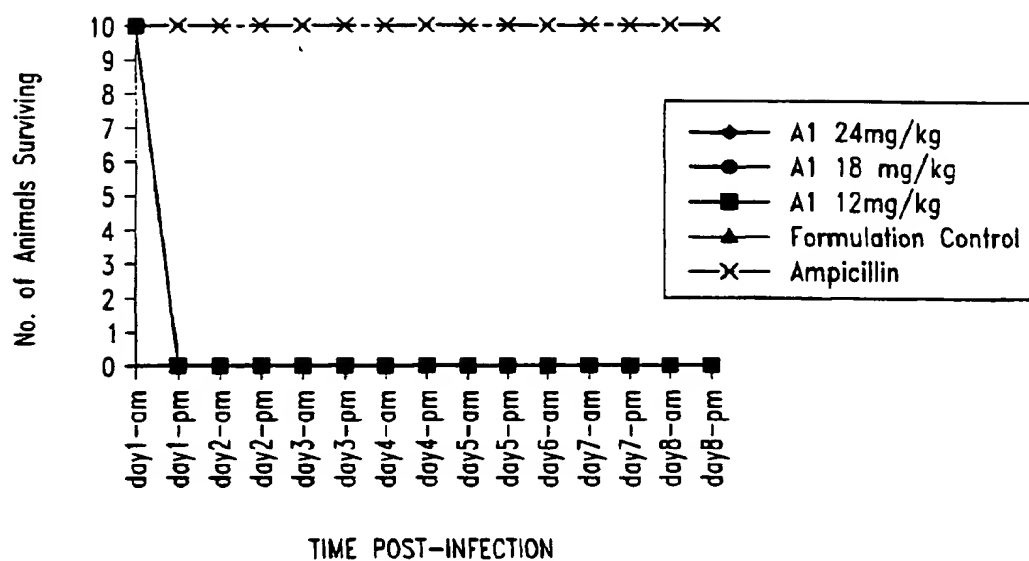 No. of Animals Surviving
10
9
8
7
6
5
4
3
2
1
0
day1-am
day1-pm
day2-am
day2-pm
day3-am
day3-pm
day4-am
day4-pm
day5-am
day5-pm
day6-am
day7-am
day7-pm
day8-am
day8-pm
TIME POST-INFECTION
A1 24mg/kg
A1 18 mg/kg
A1 12mg/kg
Formulation Control
Ampicillin